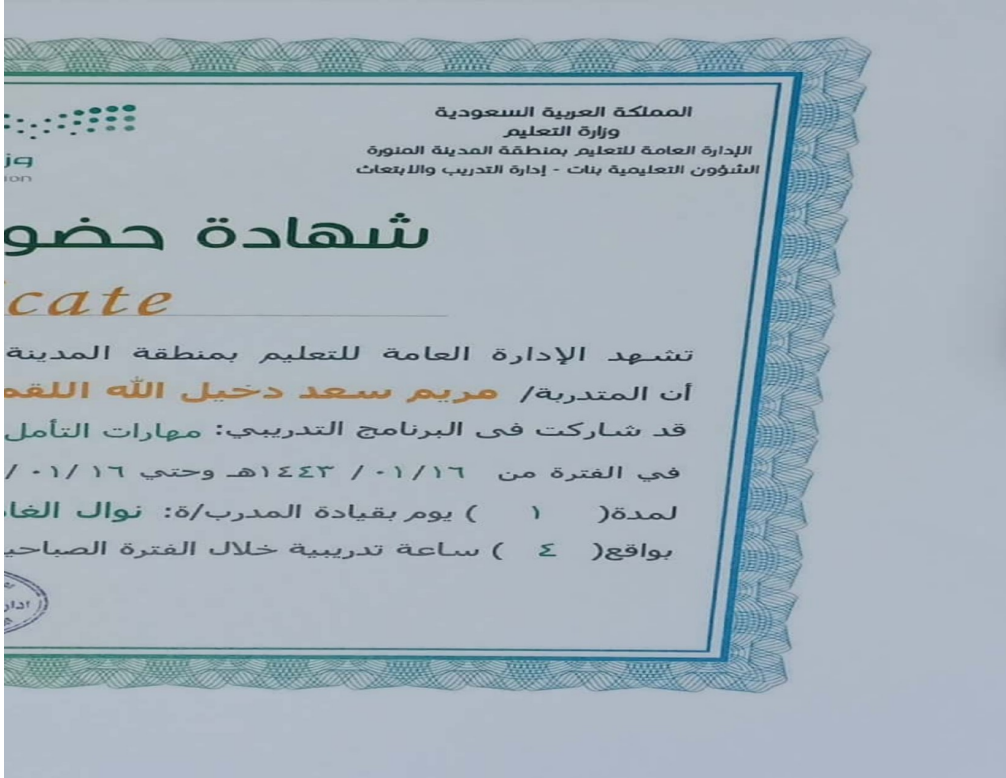 المملكة العربية السعودية
وزارة التعليم
الإدارة العامة للتعليم بمنطقة المدينة المنورة
الشؤون التعليمية بنات - إدارة التدريب والابتعاث
شهادة
تشهد الإدارة العامة للتعليم بمنطقة المدينة
أن المتدربة/ مريم سعد دخيل الله
قد شاركت في البرنامج التدريبي: مهارات التأمل
في الفترة من ١٦/٠١/ ١٤٤٣هـ وحتي ١٦ /٠١ /
لمدة( ١ ) يوم بقيادة المدرب/ة: نوال
بواقع( ٤ ) ساعة تدريبية خلال الفترة